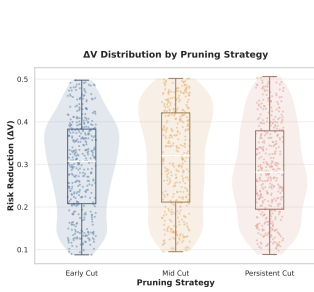 ΔV Distribution by Pruning Strategy
Risk Reduction (ΔV)
0.5
0.4
0.3
0.2
0.1
Early Cut
Mid Cut
Persistent Cut
Pruning Strategy